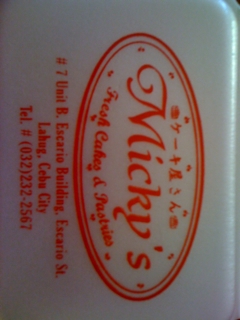 ケーキ屋さん
Micky's
Fresh Cakes & Pastries
# 7 Unit B, Escario Building, Escario St.
Lahug, Cebu City
Tel. # (032)232-2567